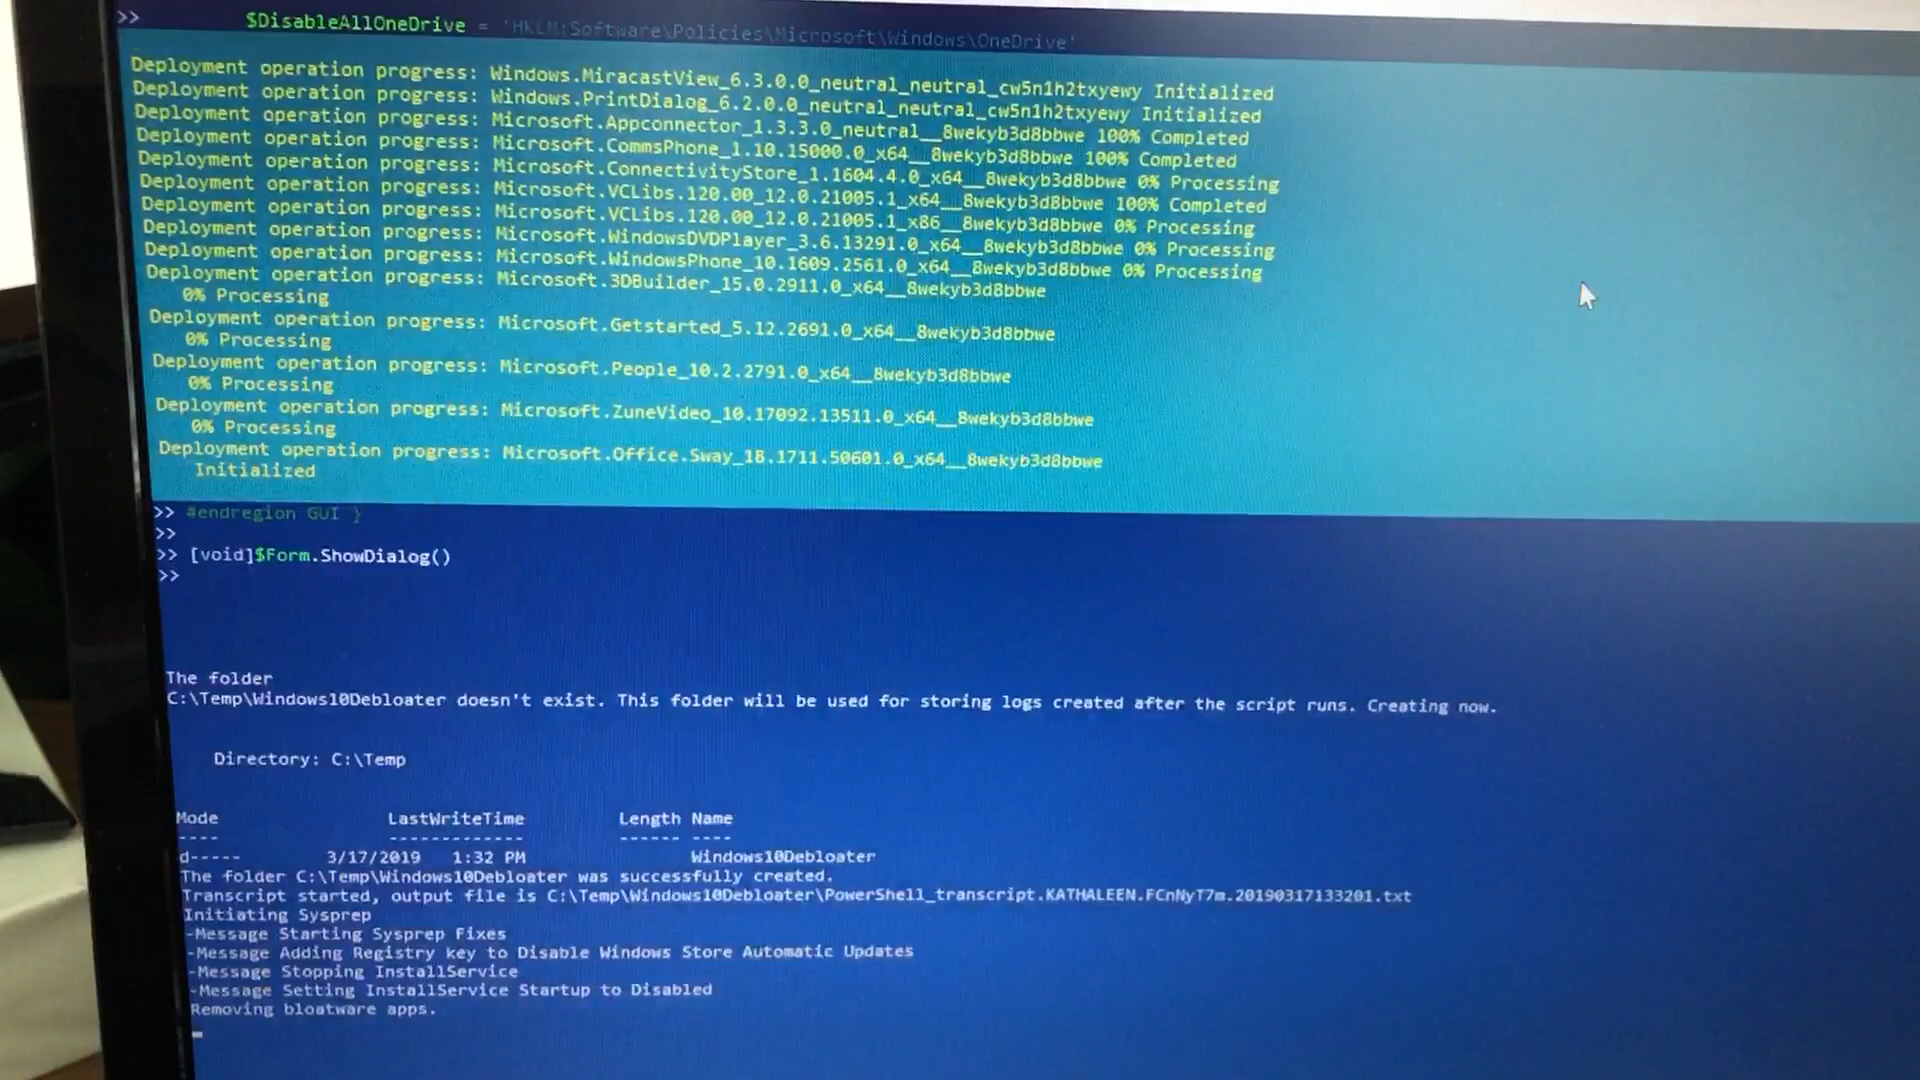 >> $DisableAllOneDrive = 'HKLM:Software\Policies\Microsoft\Windows\OneDrive'
Deployment operation progress: Windows.MiracastView_6.3.0.0_neutral_neutral_cw5n1h2txyewy Initialized
Deployment operation progress: Windows.PrintDialog_6.2.0.0_neutral_neutral_cw5n1h2txyewy Initialized
Deployment operation progress: Microsoft.Appconnector_1.3.3.0_neutral__8wekyb3d8bbwe 100% Completed
Deployment operation progress: Microsoft.CommsPhone_1.10.15000.0_x64__8wekyb3d8bbwe 100% Completed
Deployment operation progress: Microsoft.ConnectivityStore_1.1604.4.0_x64__8wekyb3d8bbwe 0% Processing
Deployment operation progress: Microsoft.VCLibs.120.00_12.0.21005.1_x64__8wekyb3d8bbwe 100% Completed
Deployment operation progress: Microsoft.VCLibs.120.00_12.0.21005.1_x86__8wekyb3d8bbwe 0% Processing
Deployment operation progress: Microsoft.WindowsDVDPlayer_3.6.13291.0_x64__8wekyb3d8bbwe 0% Processing
Deployment operation progress: Microsoft.WindowsPhone_10.1609.2561.0_x64__8wekyb3d8bbwe 0% Processing
Deployment operation progress: Microsoft.3DBuilder_15.0.2911.0_x64__8wekyb3d8bbwe
0% Processing
Deployment operation progress: Microsoft.Getstarted_5.12.2691.0_x64__8wekyb3d8bbwe
0% Processing
Deployment operation progress: Microsoft.People_10.2.2791.0_x64__8wekyb3d8bbwe
0% Processing
Deployment operation progress: Microsoft.ZuneVideo_10.17092.13511.0_x64__8wekyb3d8bbwe
0% Processing
Deployment operation progress: Microsoft.Office.Sway_18.1711.50601.0_x64__8wekyb3d8bbwe
Initialized
>> #endregion GUI }
>>
>> [void]$Form.ShowDialog()
>>
The folder
C:\Temp\Windows10Debloater doesn't exist. This folder will be used for storing logs created after the script runs. Creating now.
Directory: C:\Temp
Mode LastWriteTime Length Name
---- ------------- ------ ----
d----- 3/17/2019 1:32 PM Windows10Debloater
The folder C:\Temp\Windows10Debloater was successfully created.
Transcript started, output file is C:\Temp\Windows10Debloater\PowerShell_transcript.KATHALEEN.FCnNyT7m.20190317133201.txt
Initiating Sysprep
-Message Starting Sysprep Fixes
-Message Adding Registry key to Disable Windows Store Automatic Updates
-Message Stopping InstallService
-Message Setting InstallService Startup to Disabled
Removing bloatware apps.